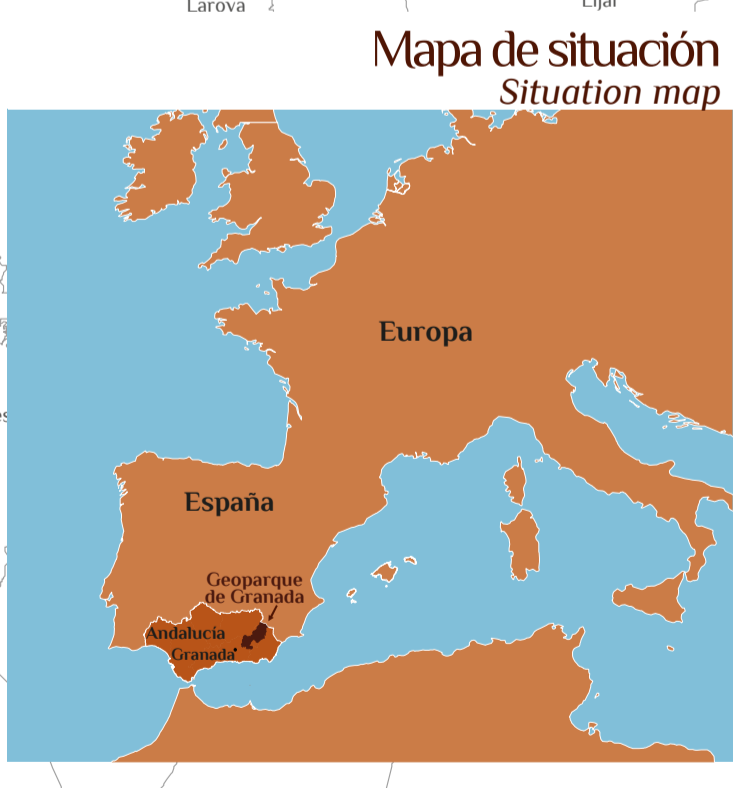 Larova
Mapa de situación
Situation map
Europa
España
Geoparque
de Granada
Andalucía
Granada